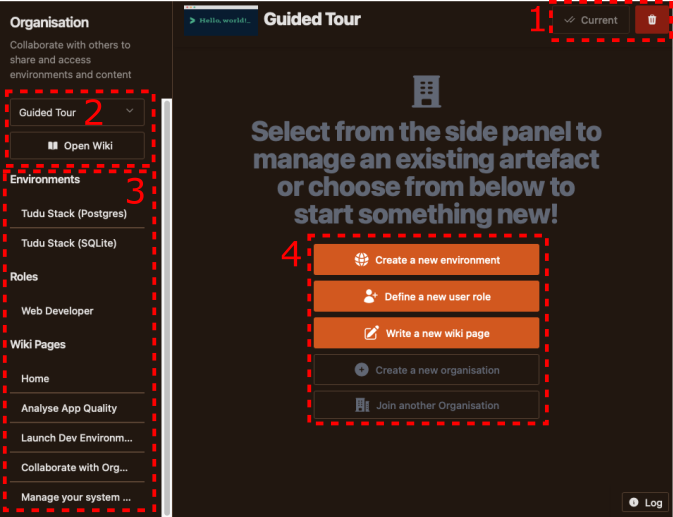 Organisation
Collaborate with others to
share and access
environments and content
Guided Tour
2
Open Wiki
3
Environments
Tudu Stack (Postgres)
Tudu Stack (SQLite)
Roles
Web Developer
Wiki Pages
Home
Analyse App Quality
Launch Dev Environm...
Collaborate with Org...
Manage your system ...
> Hello, world!_
Guided Tour
1
Current
Select from the side panel to
manage an existing artefact
or choose from below to
start something new!
4
Create a new environment
Define a new user role
Write a new wiki page
Create a new organisation
Join another Organisation
Log